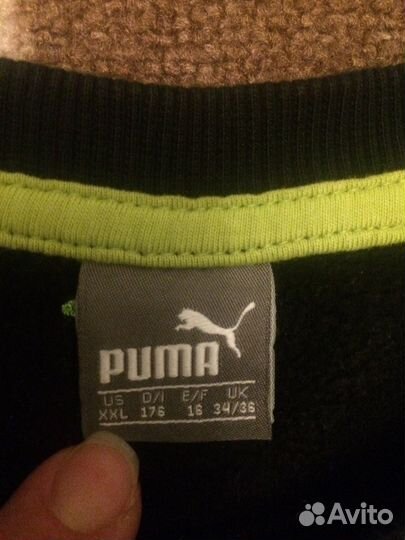 PUMA
US D/I E/F UK
XXL 176 16 34/36
Avito